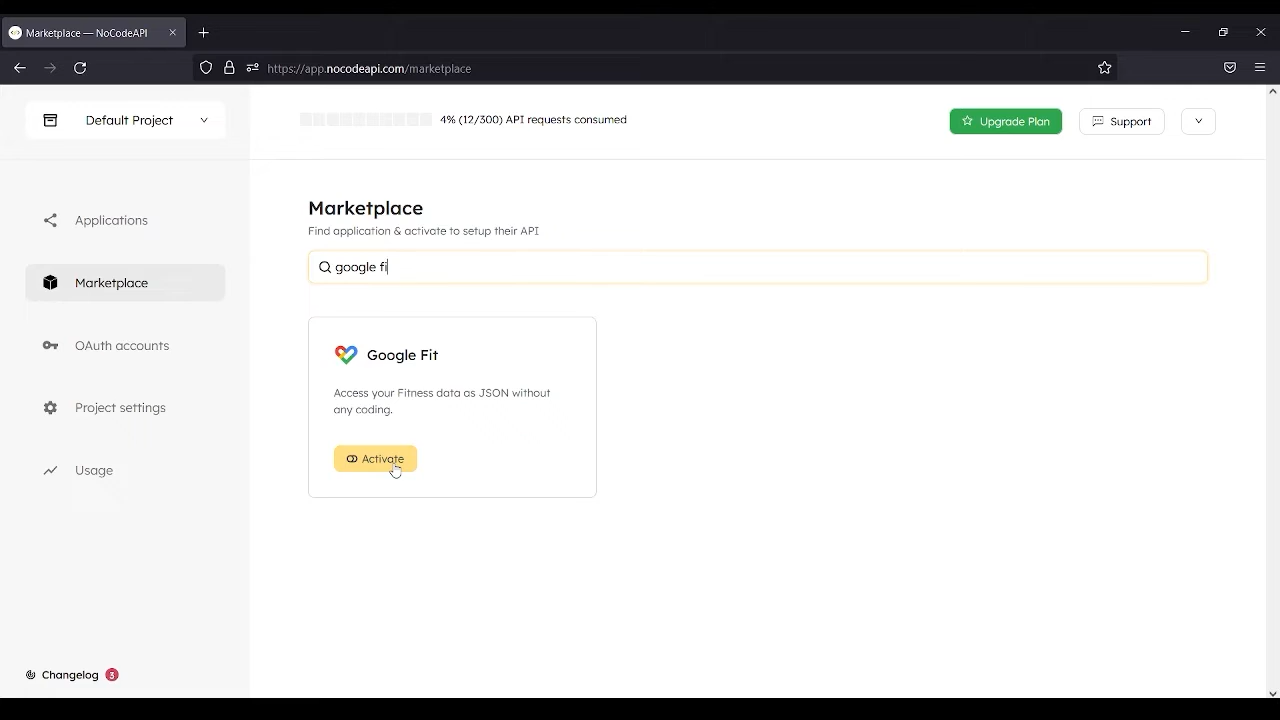 Marketplace — NoCodeAPI
https://app.nocodeapi.com/marketplace
Default Project
4% (12/300) API requests consumed
Upgrade Plan
Support
Applications
Marketplace
OAuth accounts
Project settings
Usage
Changelog 5
Marketplace
Find application & activate to setup their API
google fi
Google Fit
Access your Fitness data as JSON without
any coding.
Activate